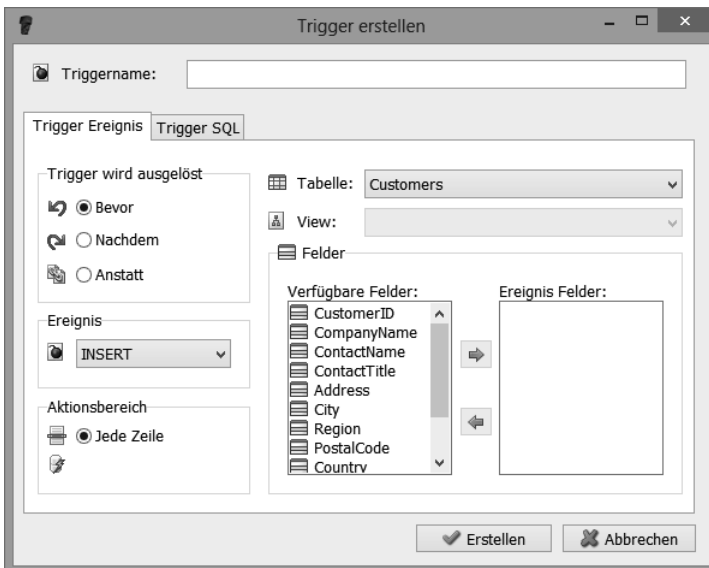 Trigger erstellen
Triggername:
Trigger Ereignis
Trigger SQL
Trigger wird ausgelöst
Bevor
Nachdem
Anstatt
Ereignis
INSERT
Aktionsbereich
Jede Zeile
Tabelle:
Customers
View:
Felder
Verfügbare Felder:
CustomerID
CompanyName
ContactName
ContactTitle
Address
City
Region
PostalCode
Country
Ereignis Felder:
Erstellen
Abbrechen